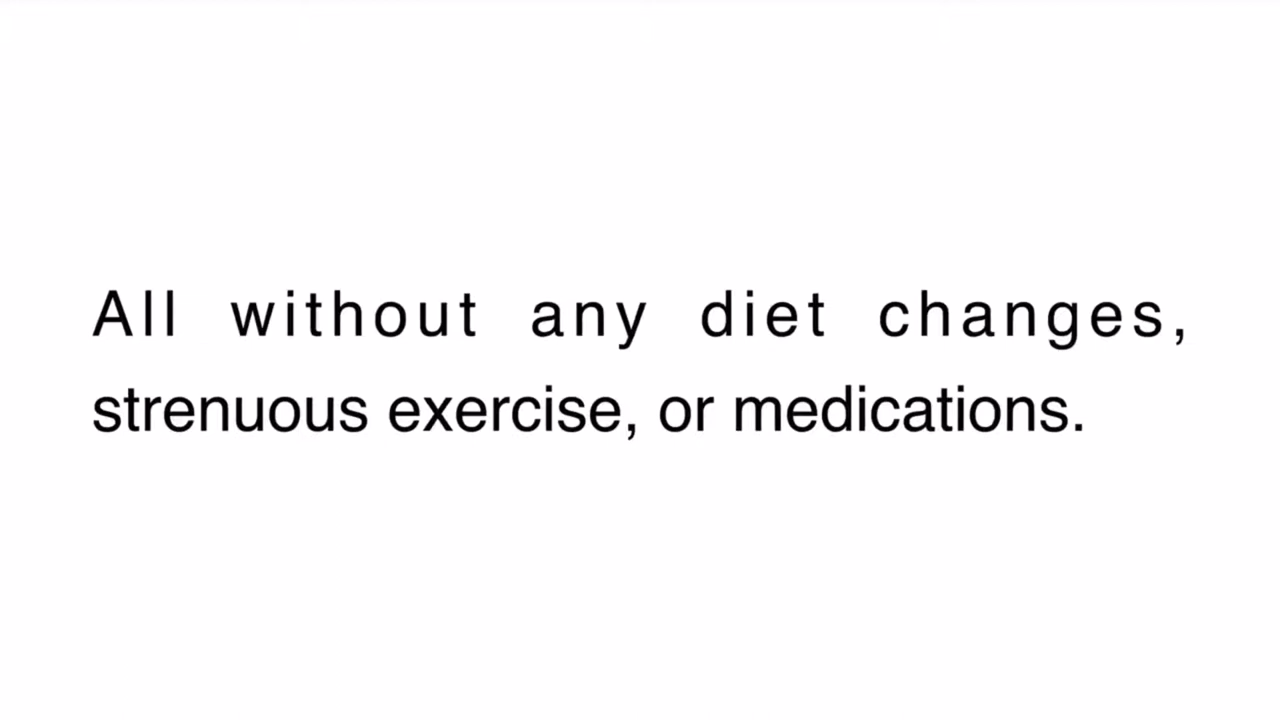 All without any diet changes,
strenuous exercise, or medications.